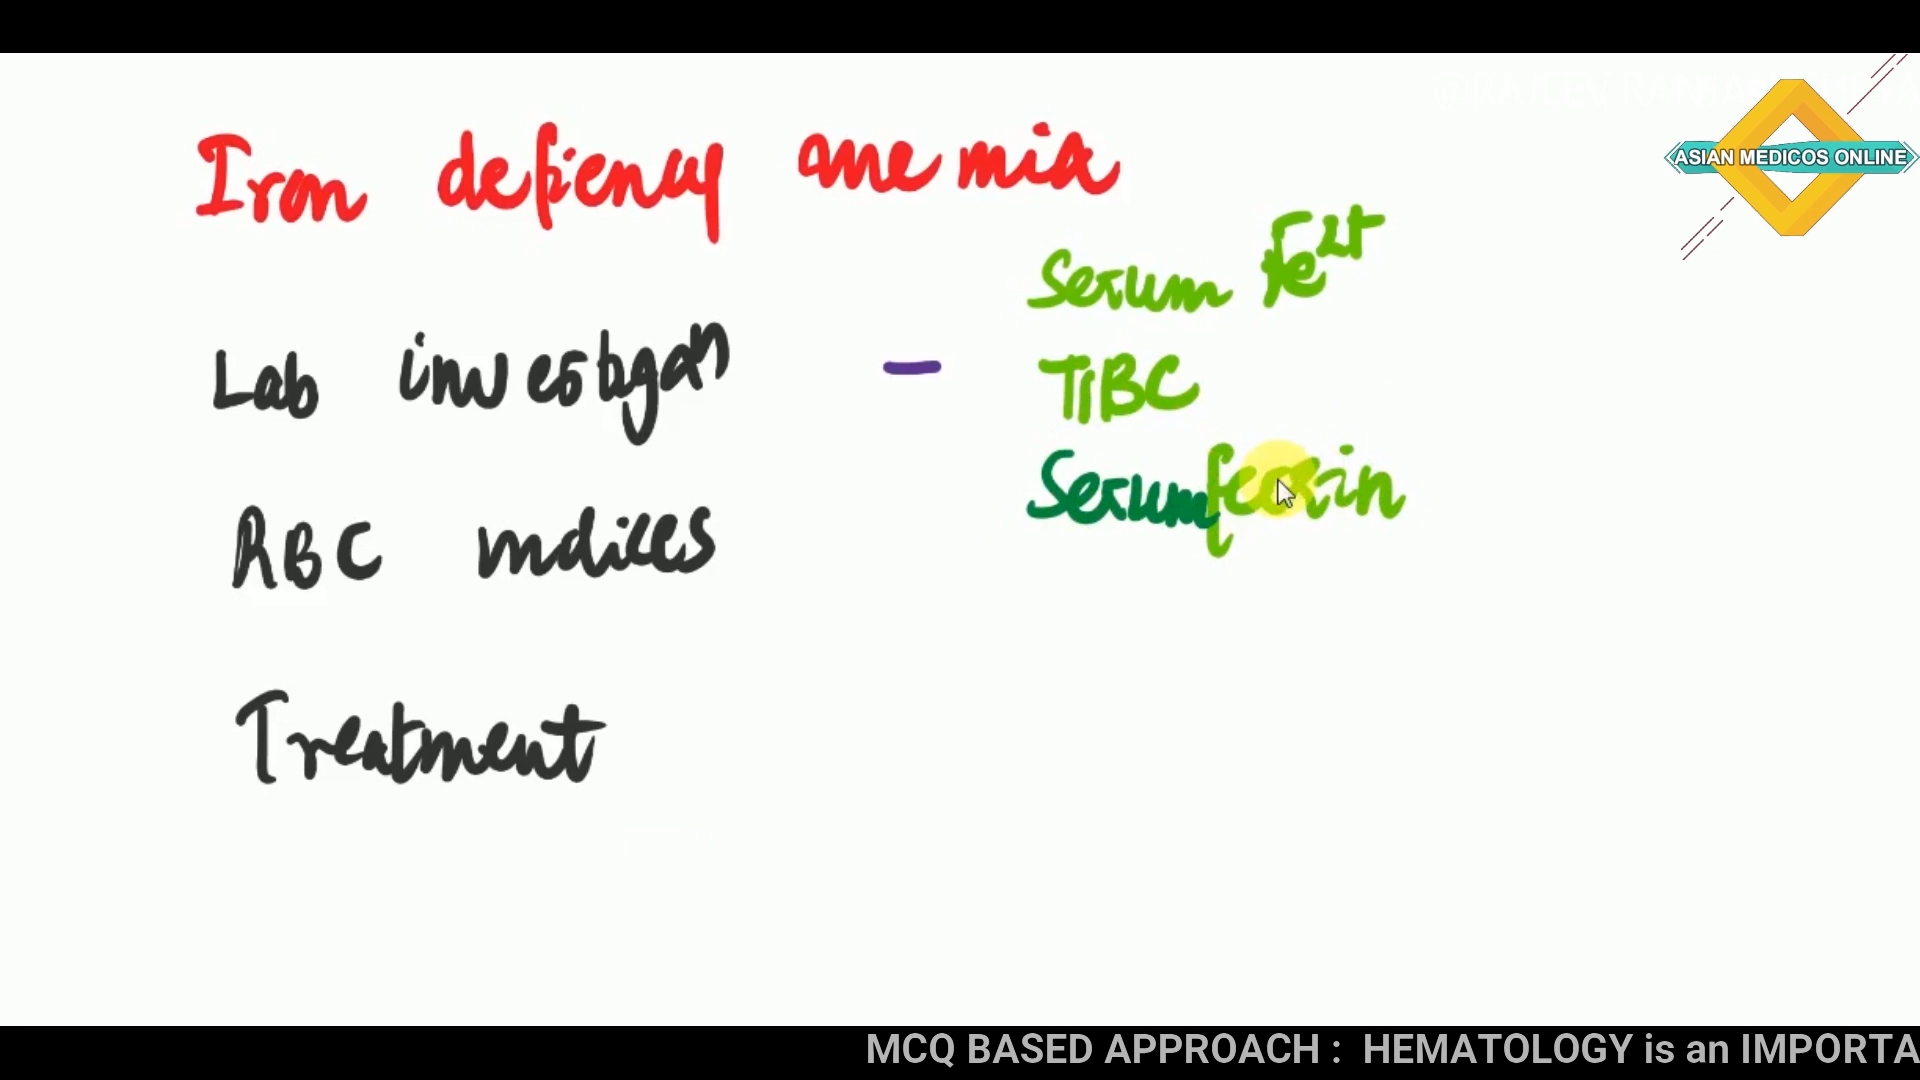 Iron defiency anemia
ASIAN MEDICOS ONLINE
Serum Fe2+
Lab investigan
TIBC
Serum
RBC indices
Treatment
MCQ BASED APPROACH : HEMATOLOGY is an IMPORTA